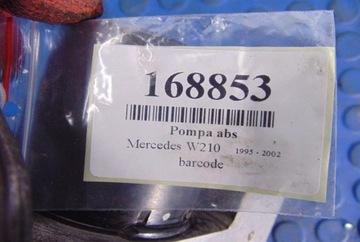 168853
Pompa abs
Mercedes W210 1995 - 2002
barcode